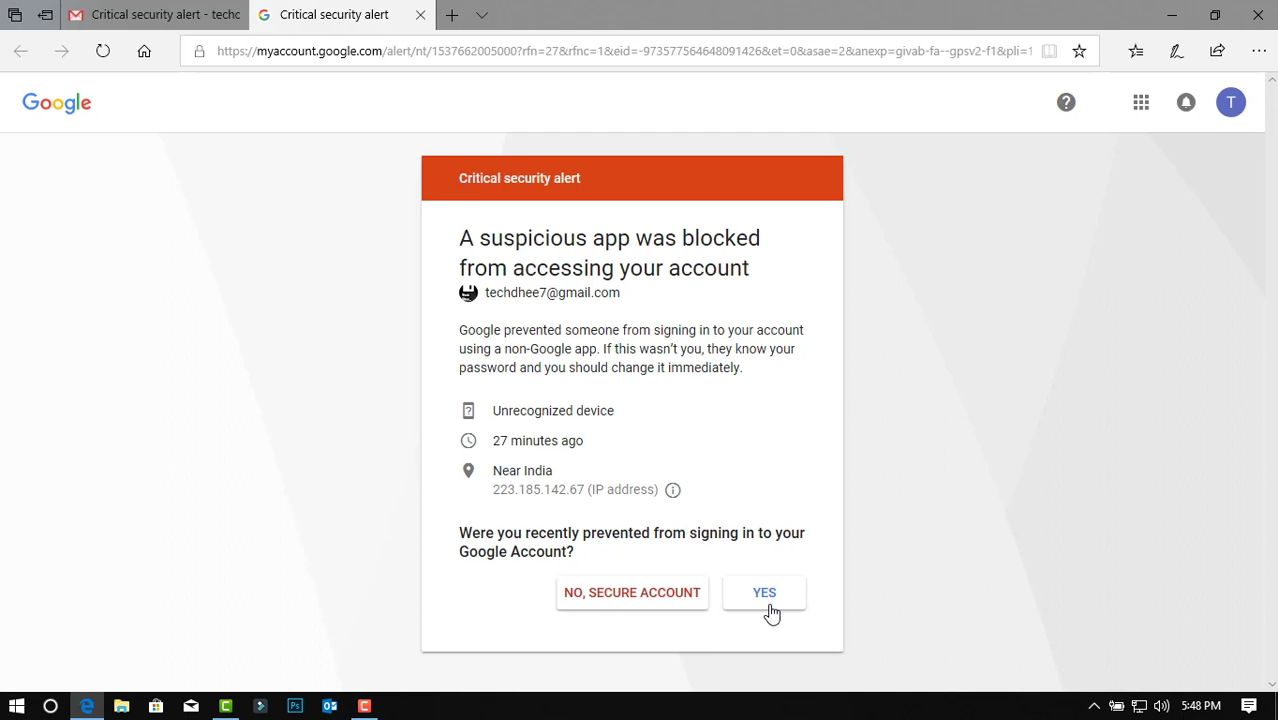 Critical security alert - techc
Critical security alert
https://myaccount.google.com/alert/nt/1537662005000?rfn=27&rfnc=1&eid=-973577564648091426&et=0&asae=2&anexp=givab-fa--gpsv2-f1&pli=1
Google
T
Critical security alert
A suspicious app was blocked
from accessing your account
techdhee7@gmail.com
Google prevented someone from signing in to your account
using a non-Google app. If this wasn't you, they know your
password and you should change it immediately.
Unrecognized device
27 minutes ago
Near India
223.185.142.67 (IP address)
Were you recently prevented from signing in to your
Google Account?
NO, SECURE ACCOUNT
YES
5:48 PM